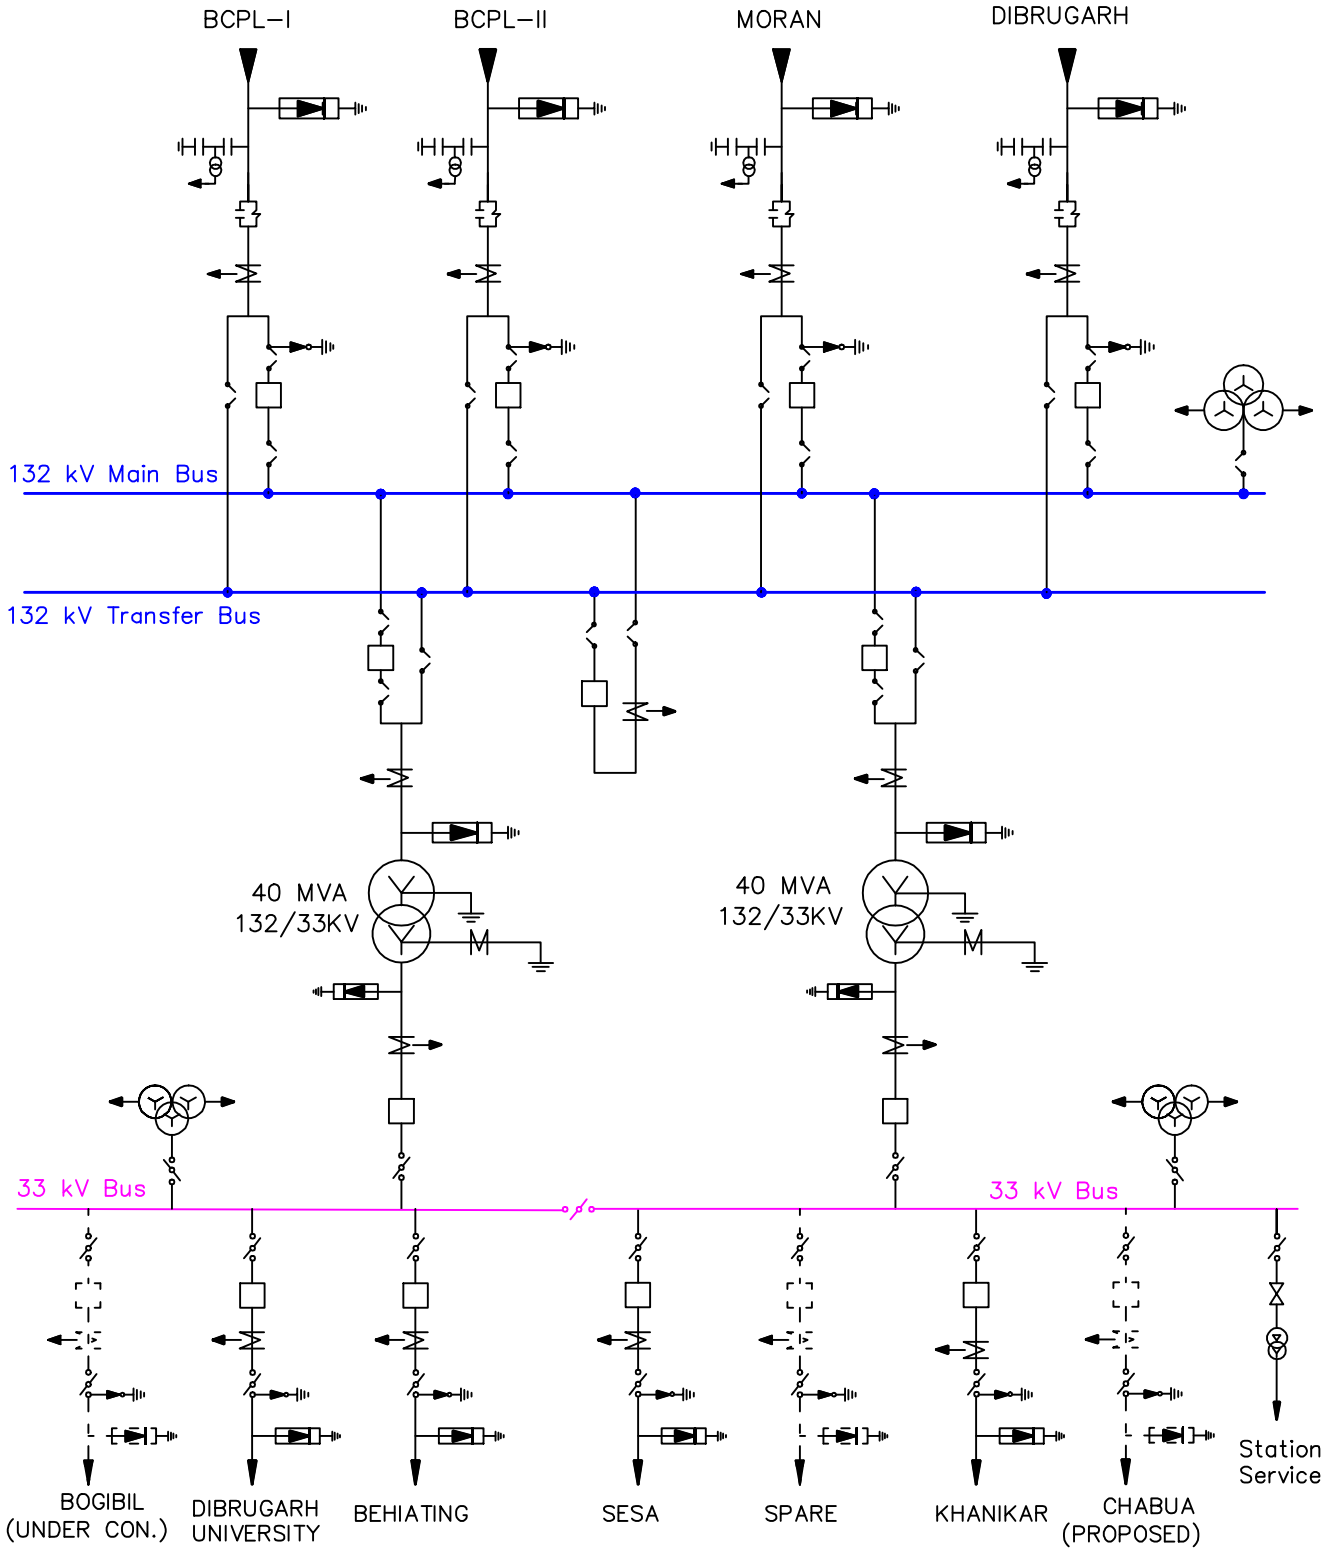 BCPL-I
BCPL-II
MORAN
DIBRUGARH
132 kV Main Bus
132 kV Transfer Bus
40 MVA
132/33KV
40 MVA
132/33KV
33 kV Bus
33 kV Bus
BOGIBIL
(UNDER CON.)
DIBRUGARH
UNIVERSITY
BEHIATING
SESA
SPARE
KHANIKAR
CHABUA
(PROPOSED)
Station
Service